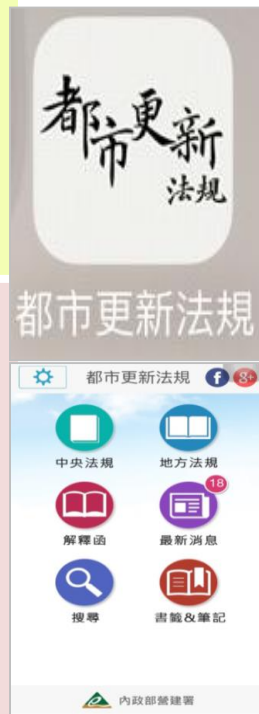 都市更新
法規
都市更新法規
都市更新法規 f g+
中央法規 地方法規
18
解釋函 最新消息
搜尋 書籤&筆記
內政部營建署